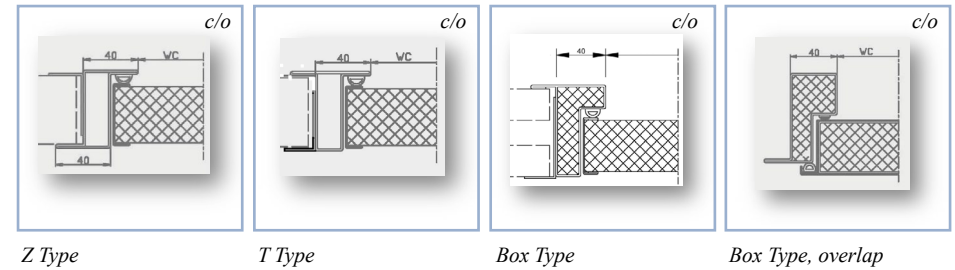 c/o
40 WC
40
Z Type
c/o
40 WC
T Type
c/o
40
Box Type
c/o
40 WC
Box Type, overlap